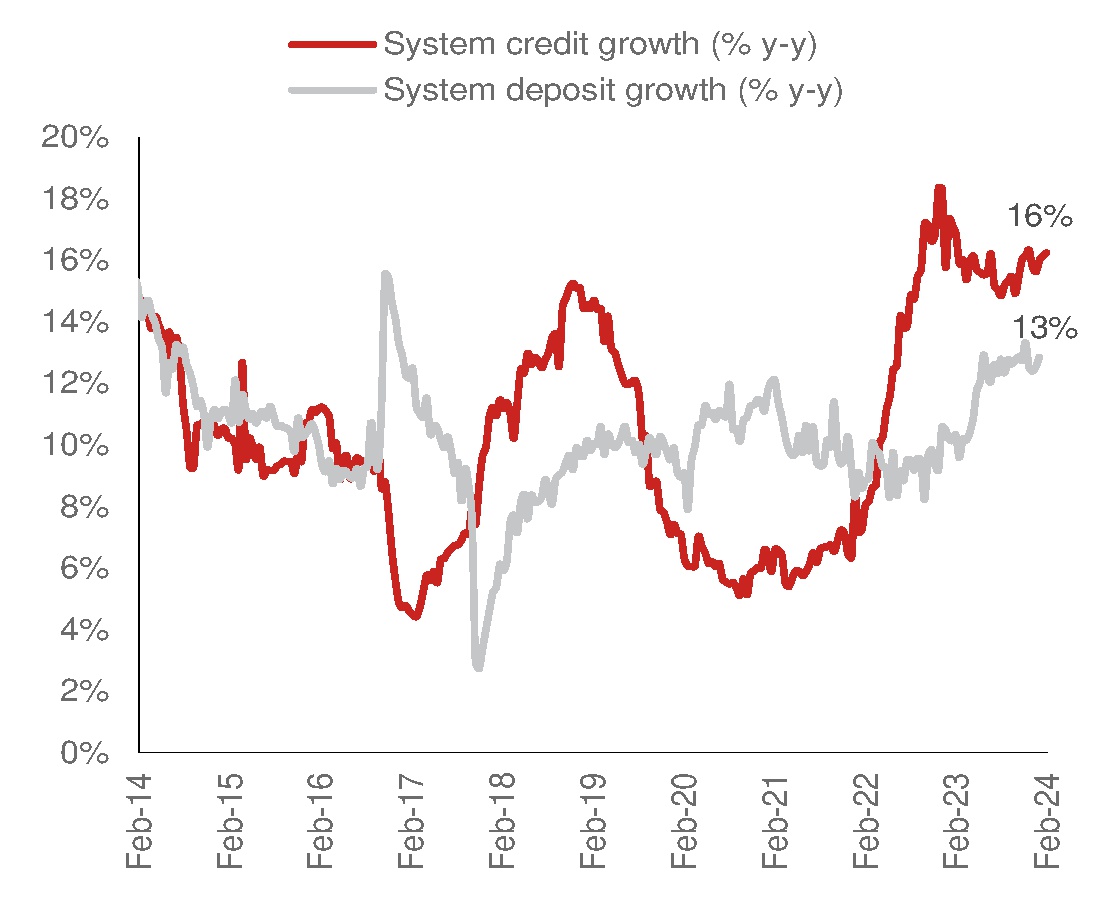 System credit growth (% y-y)
System deposit growth (% y-y)
20%
18%
16%
14%
12%
10%
8%
6%
4%
2%
0%
16%
13%
Feb-14
Feb-15
Feb-16
Feb-17
Feb-18
Feb-19
Feb-20
Feb-21
Feb-22
Feb-23
Feb-24